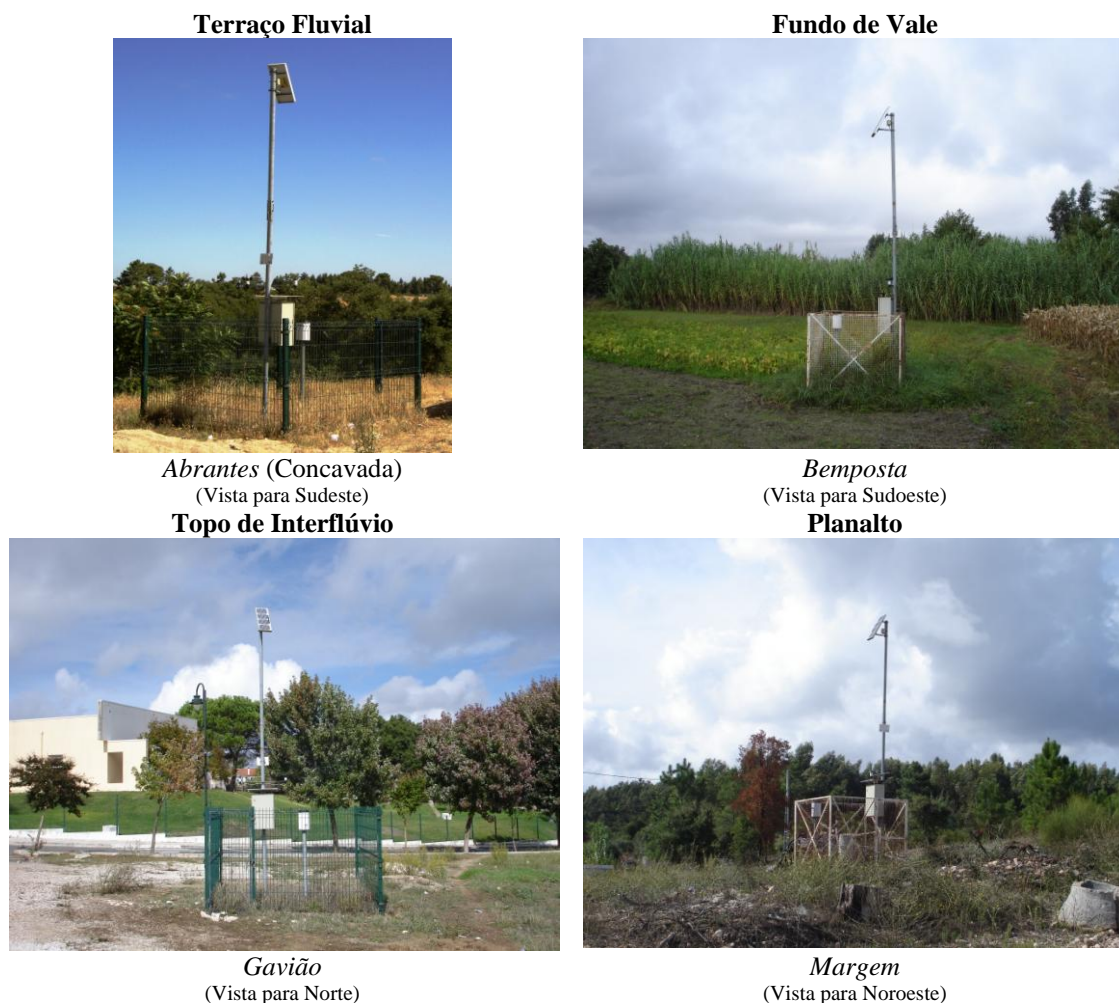 Terraço Fluvial
Fundo de Vale
Abrantes (Concavada)
(Vista para Sudeste)
Bemposta
(Vista para Sudoeste)
Topo de Interflúvio
Planalto
Gavião
(Vista para Norte)
Margem
(Vista para Noroeste)